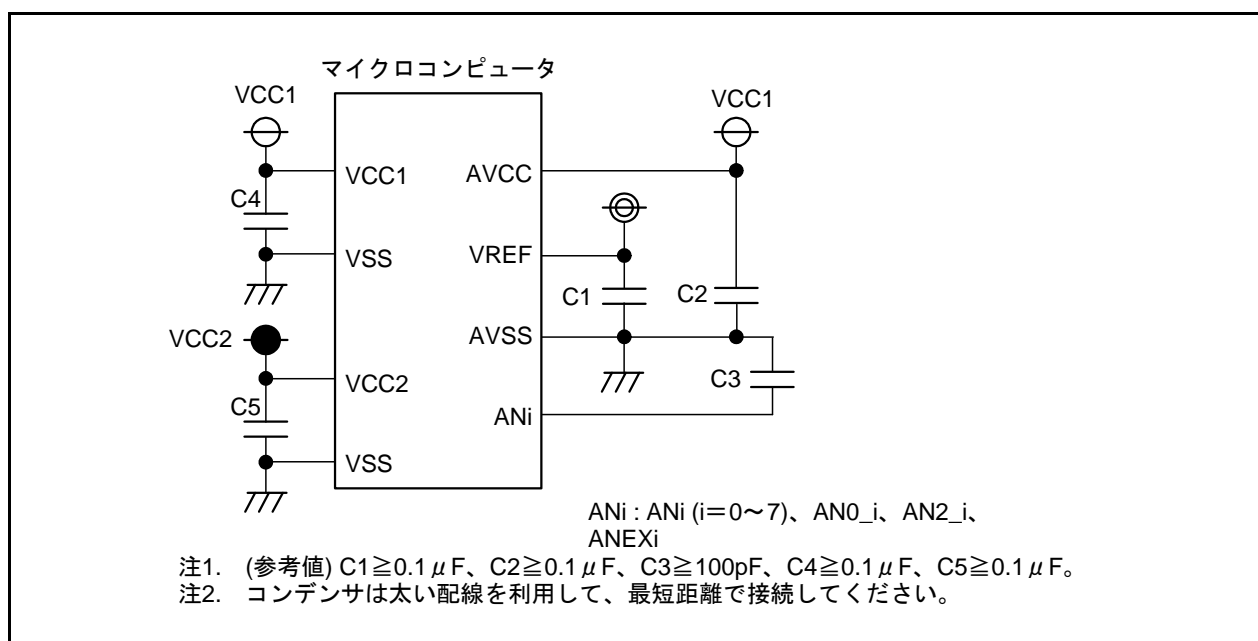 マイクロコンピュータ
VCC1
VCC1
VCC1
AVCC
C4
VSS
VREF
C1
C2
VCC2
AVSS
VCC2
C3
C5
ANi
VSS
ANi : ANi (i=0~7)、AN0_i、AN2_i、
ANEXi
注1. (参考値) C1≧0.1μF、C2≧0.1μF、C3≧100pF、C4≧0.1μF、C5≧0.1μF。
注2. コンデンサは太い配線を利用して、最短距離で接続してください。